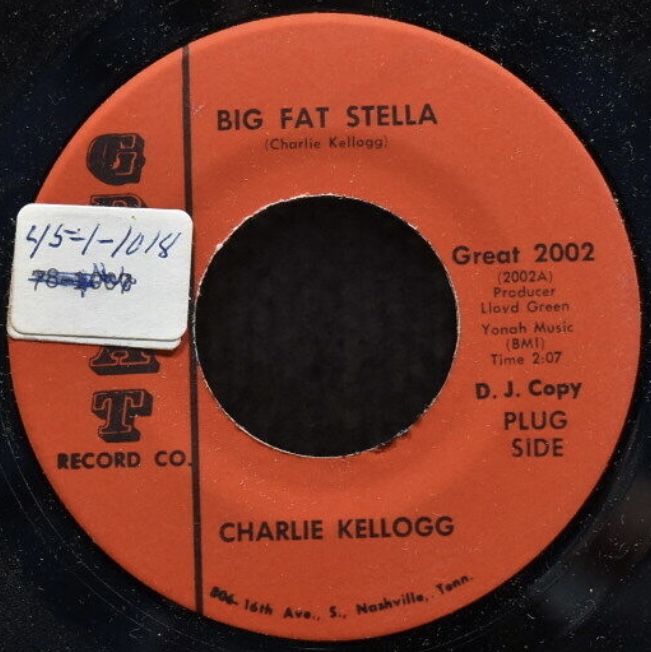 BIG FAT STELLA
(Charlie Kellogg)
45-1-1018
Great 2002
(2002A)
Producer
Lloyd Green
Yonah Music
(BMI)
Time 2:07
D. J. Copy
PLUG
SIDE
RECORD CO.
CHARLIE KELLOGG
806- 16th Ave., S., Nashville, Tenn.